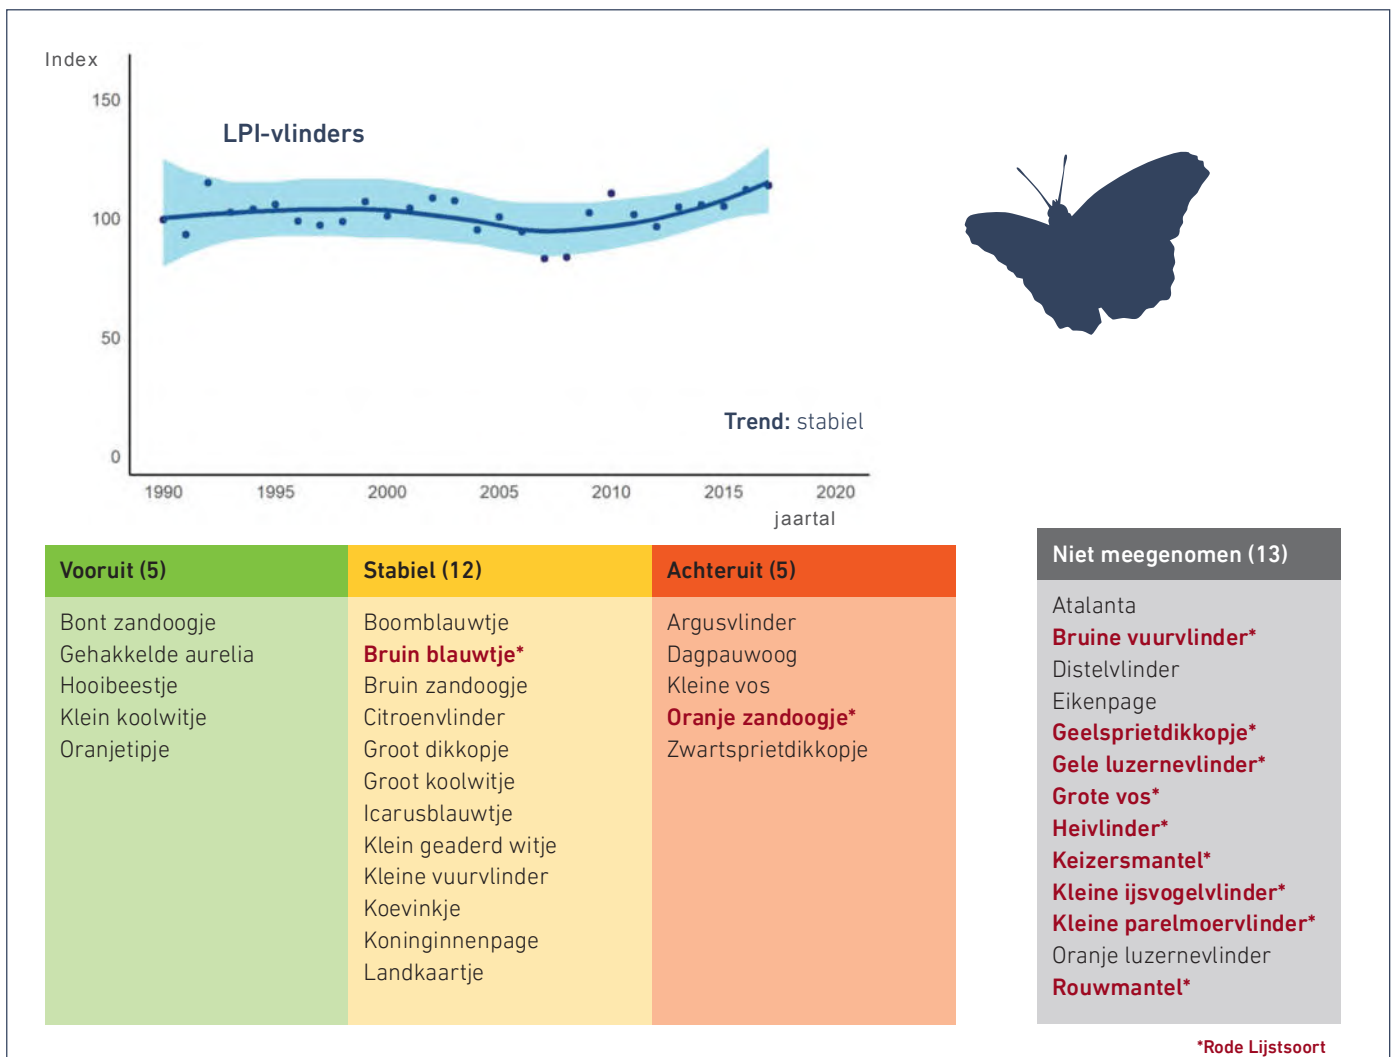 Index
150
LPI-vlinders
100
50
Trend: stabiel
0
1990 1995 2000 2005 2010 2015 2020
jaartal
Vooruit (5)
Bont zandoogje
Gehakkelde aurelia
Hooibeestje
Klein koolwitje
Oranjetipje
Stabiel (12)
Boomblauwtje
Bruin blauwtje*
Bruin zandoogje
Citroenvlinder
Groot dikkopje
Groot koolwitje
Icarusblauwtje
Klein geaderd witje
Kleine vuurvlinder
Koevinkje
Koninginnenpage
Landkaartje
Achteruit (5)
Argusvlinder
Dagpauwoog
Kleine vos
Oranje zandoogje*
Zwartsprietdikkopje
Niet meegenomen (13)
Atalanta
Bruine vuurvlinder*
Distelvlinder
Eikenpage
Geelsprietdikkopje*
Gele luzernevlinder*
Grote vos*
Heivlinder*
Keizersmantel*
Kleine ijsvogelvlinder*
Kleine parelmoervlinder*
Oranje luzernevlinder
Rouwmantel*
*Rode Lijstsoort